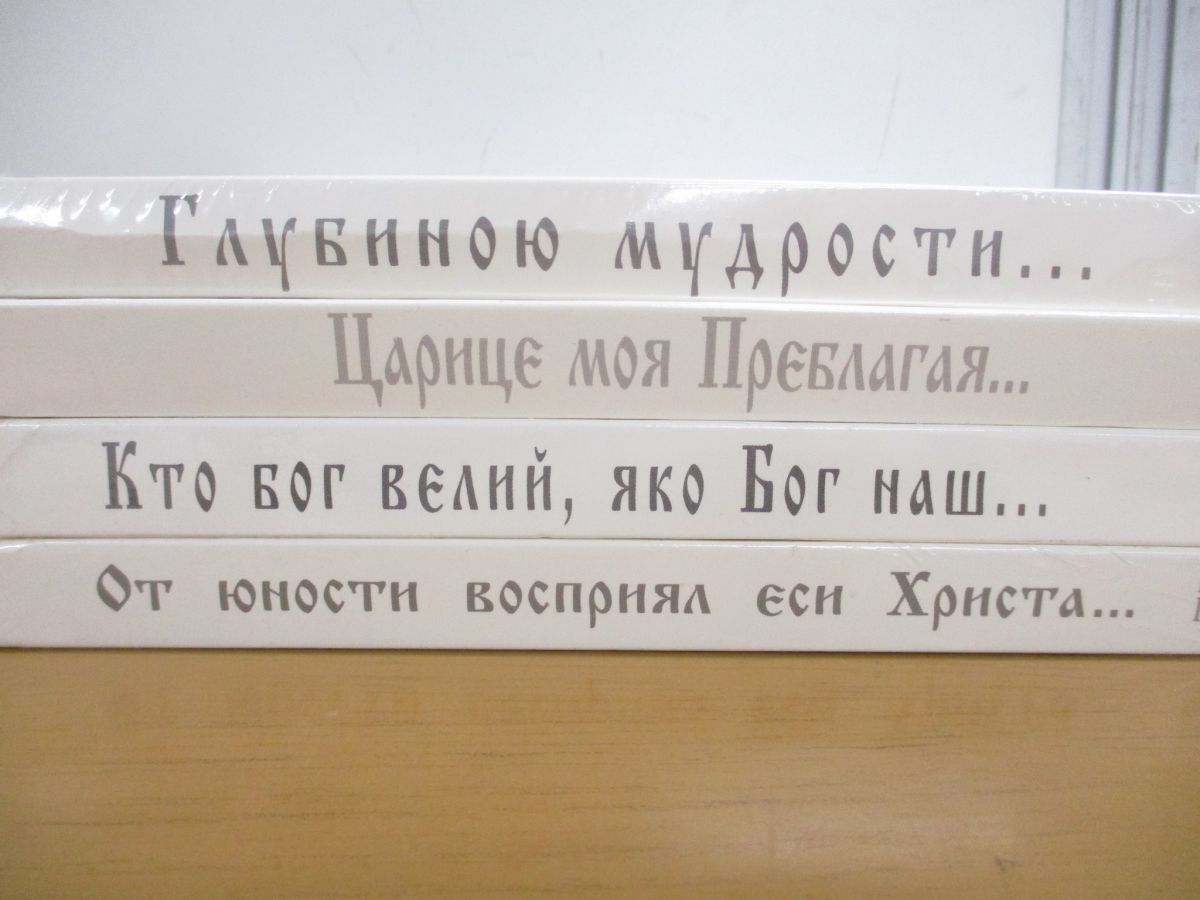 Глубиною мудрости...
Царице моя Преблагая...
Кто бог велий, яко Бог наш...
От юности восприял еси Христа...